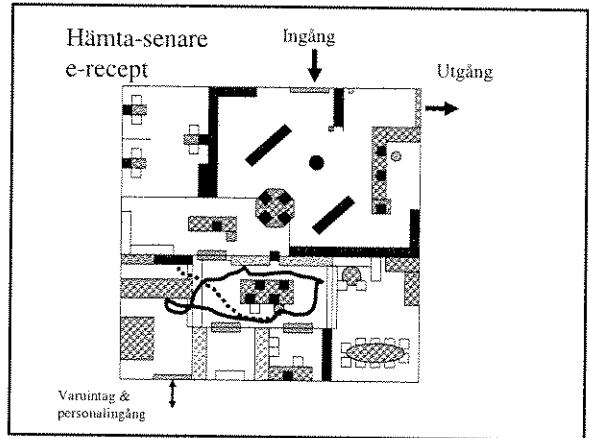 Hämta-senare
e-recept
Ingång
Utgång
Varuintag &
personalingång